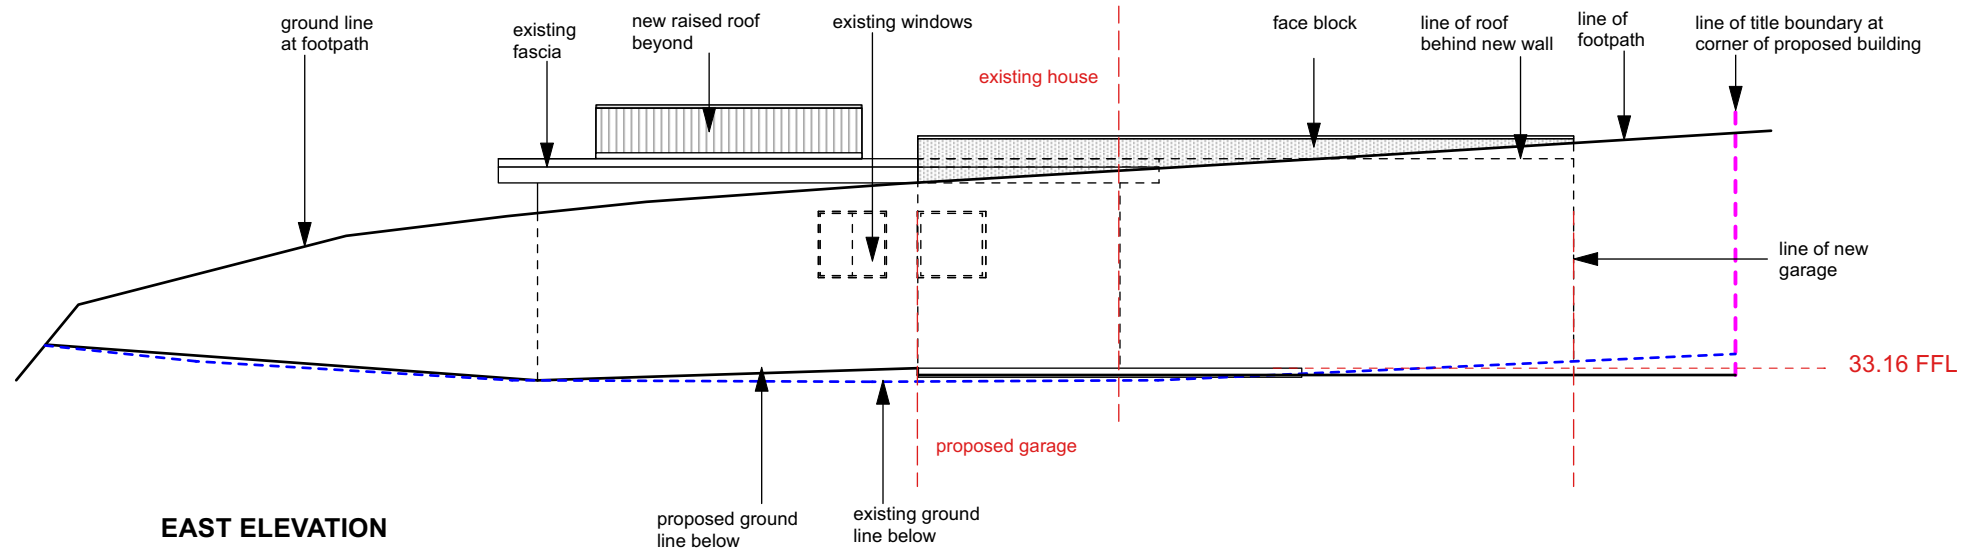 ground line
at footpath
existing
fascia
new raised roof
beyond
existing windows
existing house
face block
line of roof
behind new wall
line of
footpath
line of title boundary at
corner of proposed building
line of new
garage
33.16 FFL
proposed garage
proposed ground
line below
existing ground
line below
EAST ELEVATION